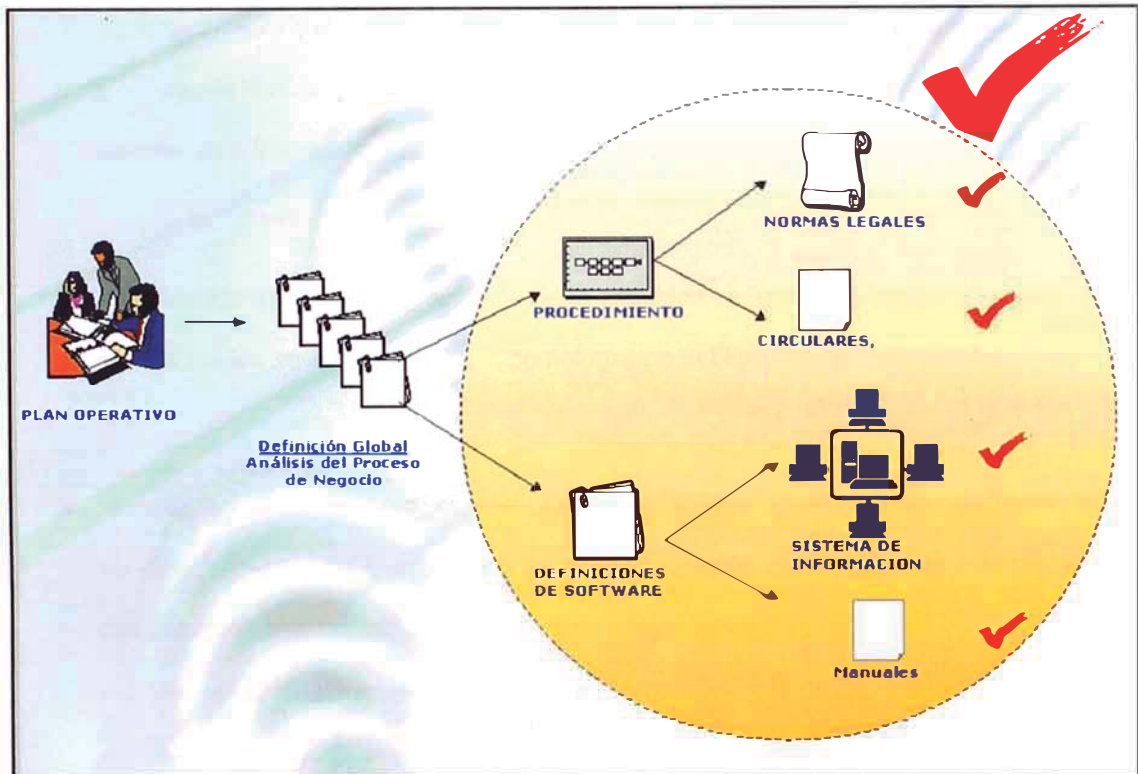 PLAN OPERATIVO
Definición Global
Análisis del Proceso
de Negocio
PROCEDIMIENTO
NORMAS LEGALES
CIRCULARES,
DEFINICIONES
DE SOFTWARE
SISTEMA DE
INFORMACION
Manuales